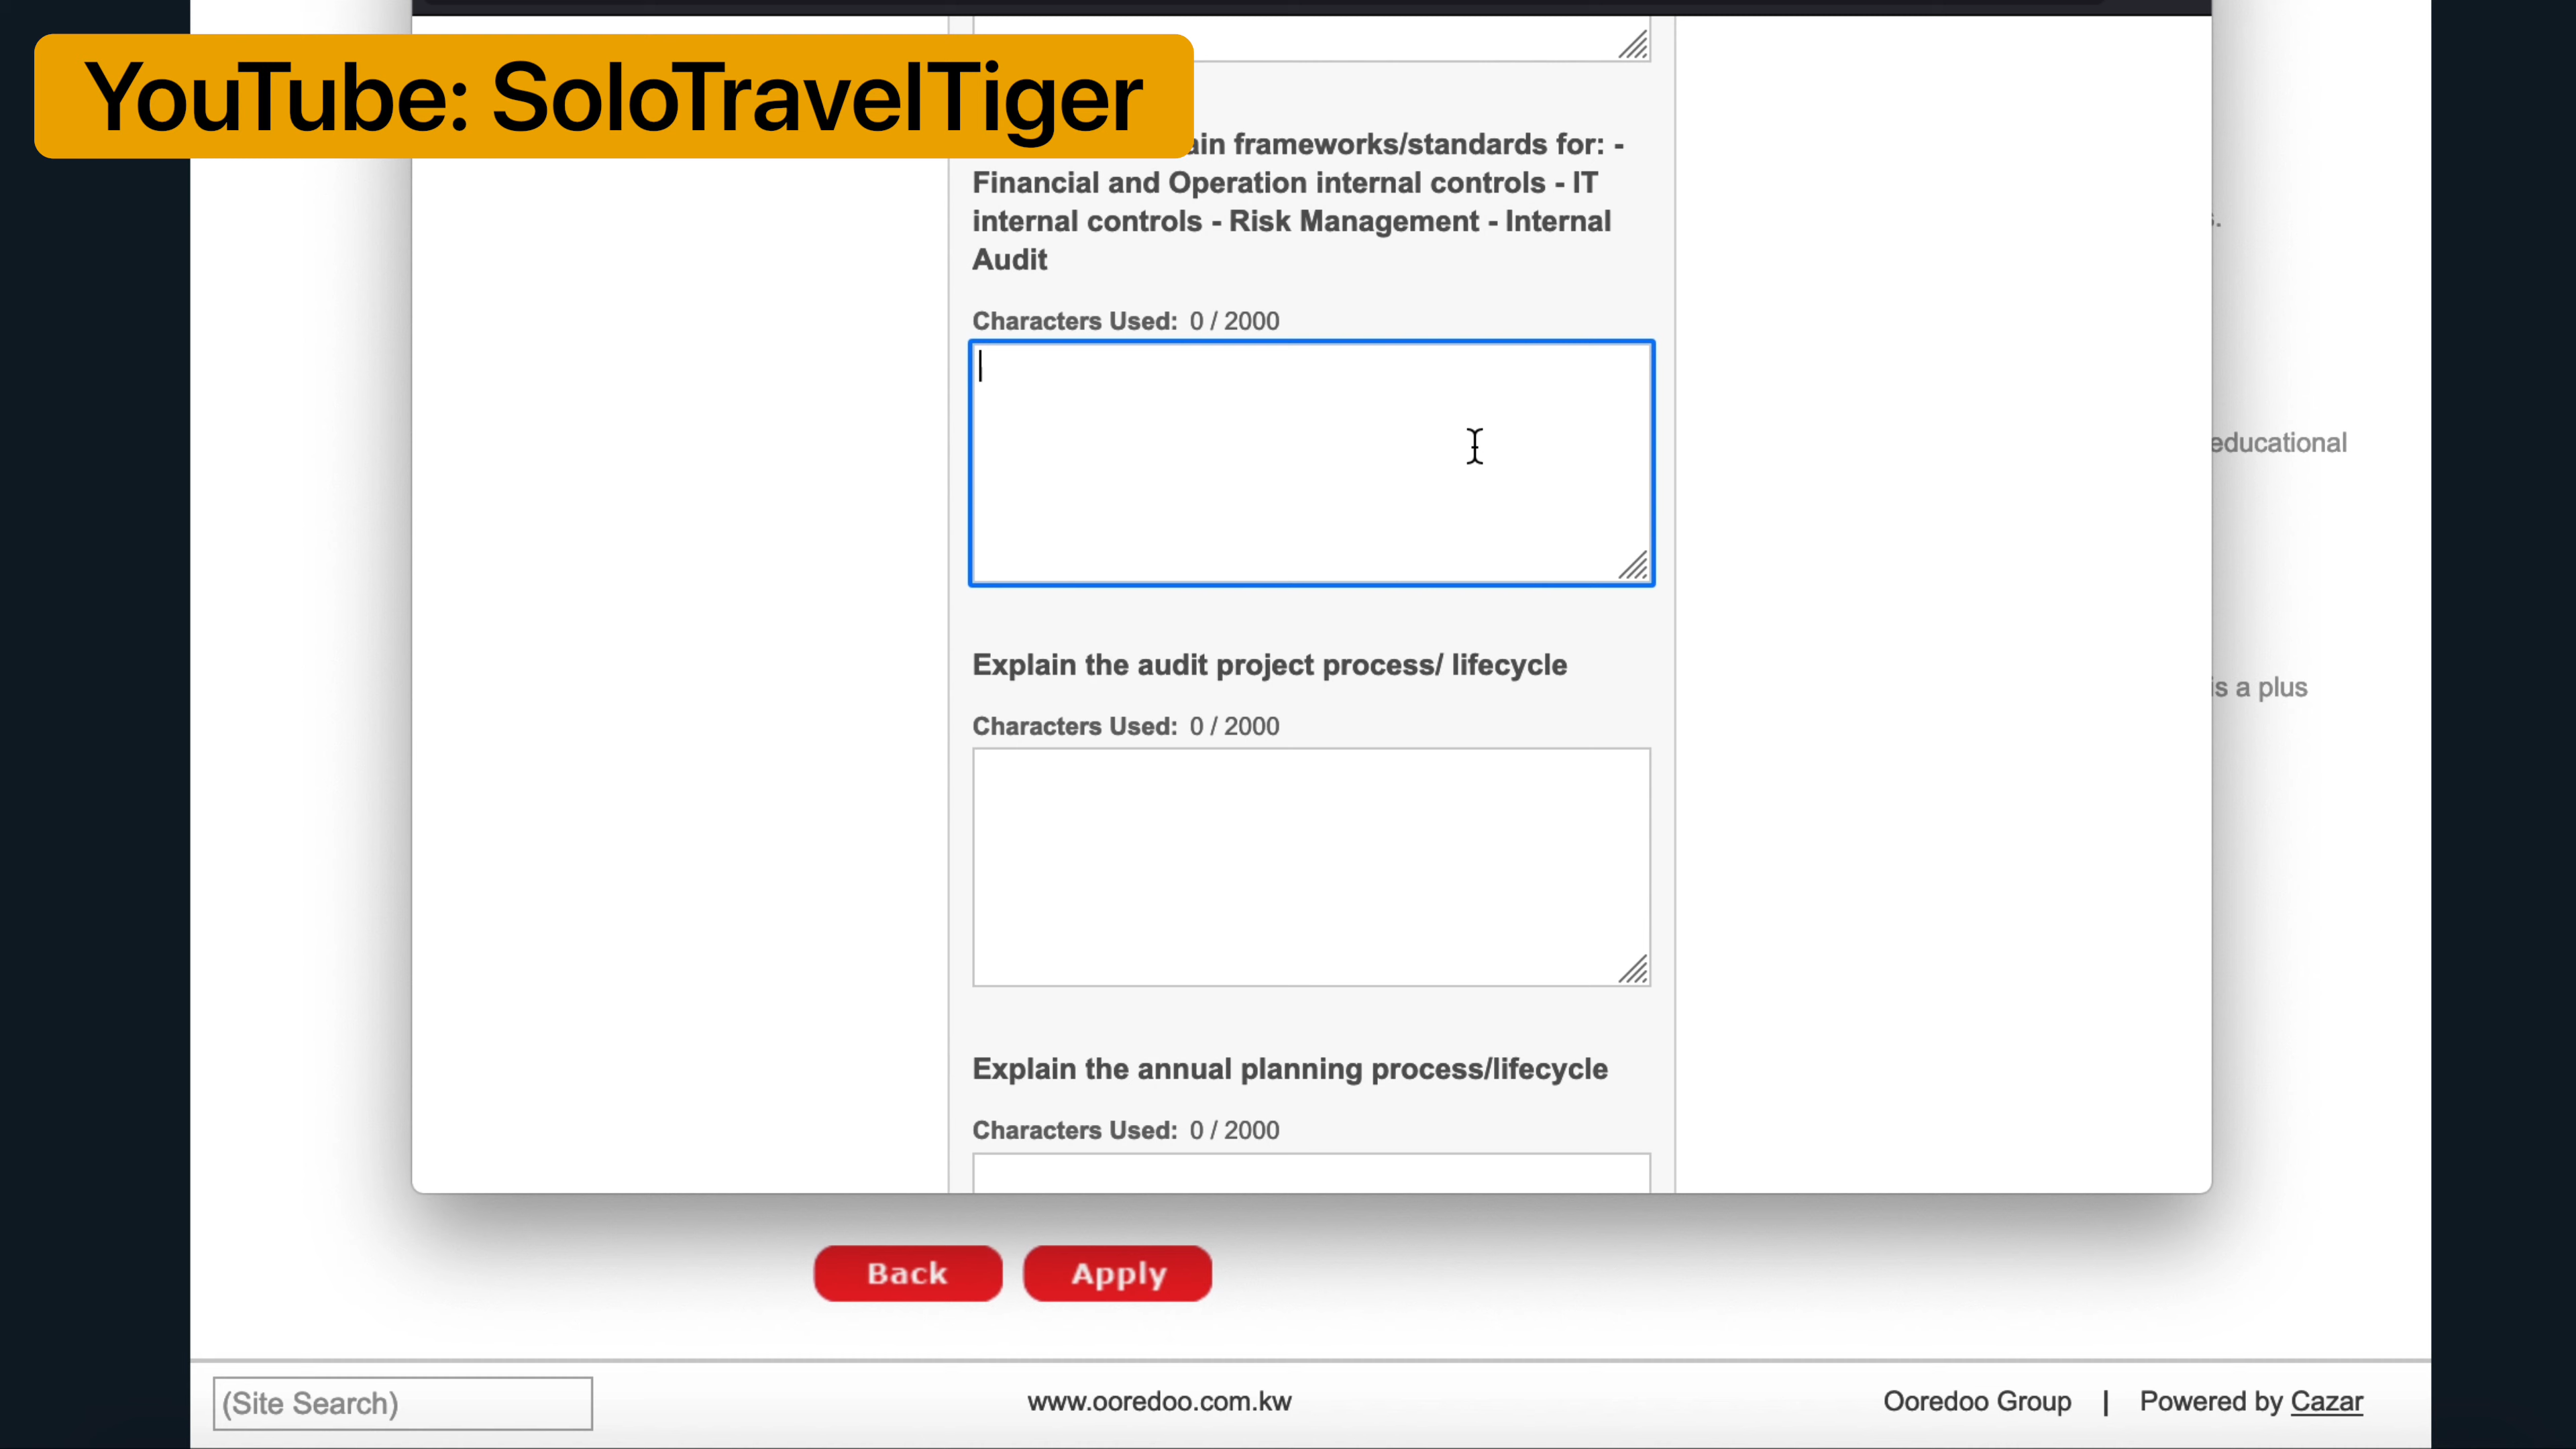 YouTube: SoloTravelTiger
frameworks/standards for: -
Financial and Operation internal controls - IT
internal controls - Risk Management - Internal
Audit
Characters Used: 0 / 2000
educational
Explain the audit project process/ lifecycle
is a plus
Characters Used: 0 / 2000
Explain the annual planning process/lifecycle
Characters Used: 0 / 2000
Back Apply
(Site Search) www.ooredoo.com.kw Ooredoo Group | Powered by Cazar